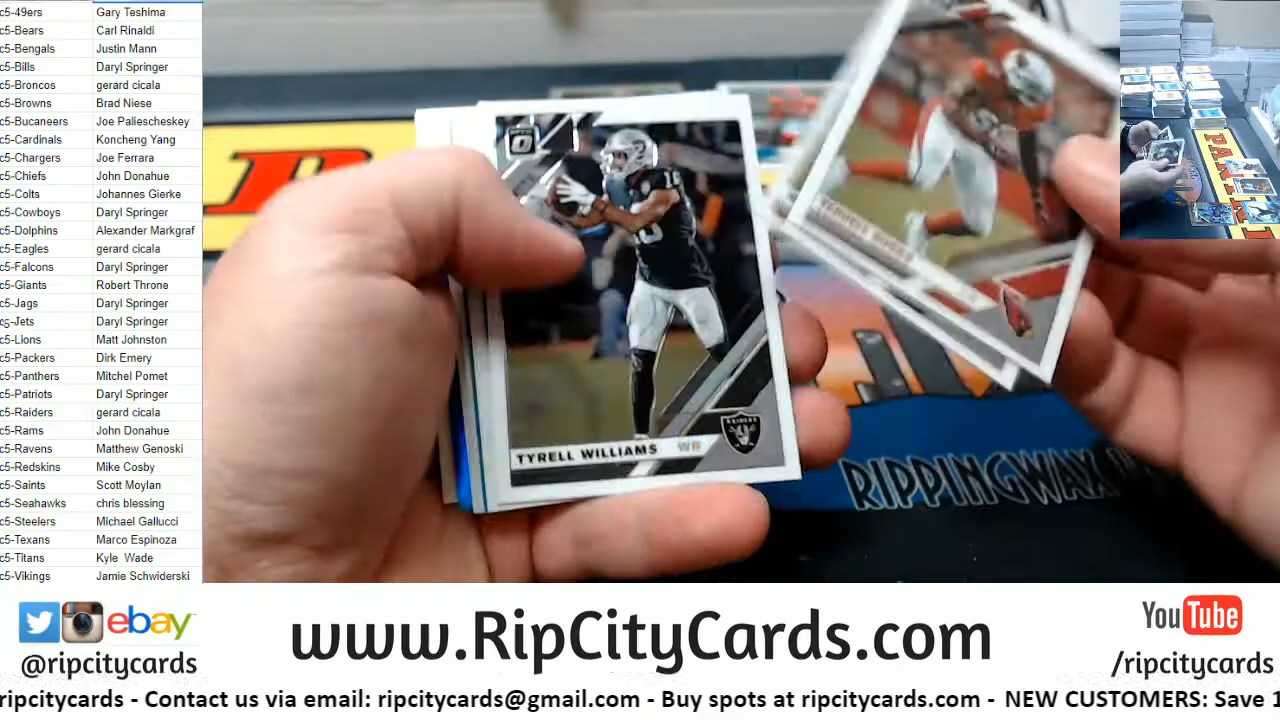 c5-49ers Gary Teshima
c5-Bears Carl Rinaldi
c5-Bengals Justin Mann
c5-Bills Daryl Springer
c5-Broncos gerard cicala
c5-Browns Brad Niese
c5-Bucaneers Joe Paliescheskey
c5-Cardinals Koncheng Yang
c5-Chargers Joe Ferrara
c5-Chiefs John Donahue
c5-Colts Johannes Gierke
c5-Cowboys Daryl Springer
c5-Dolphins Alexander Markgraf
c5-Eagles gerard cicala
c5-Falcons Daryl Springer
c5-Giants Robert Throne
c5-Jags Daryl Springer
c5-Jets Daryl Springer
c5-Lions Matt Johnston
c5-Packers Dirk Emery
c5-Panthers Mitchel Pomet
c5-Patriots Daryl Springer
c5-Raiders gerard cicala
c5-Rams John Donahue
c5-Ravens Matthew Genoski
c5-Redskins Mike Cosby
c5-Saints Scott Moylan
c5-Seahawks chris blessing
c5-Steelers Michael Gallucci
c5-Texans Marco Espinoza
c5-Titans Kyle Wade
c5-Vikings Jamie Schwiderski
TYRELL WILLIAMS WR
RAIDERS
RIPPINGWAX
ebay
@ripcitycards
www.RipCityCards.com
YouTube
/ripcitycards
ripcitycards - Contact us via email: ripcitycards@gmail.com - Buy spots at ripcitycards.com - NEW CUSTOMERS: Save 1